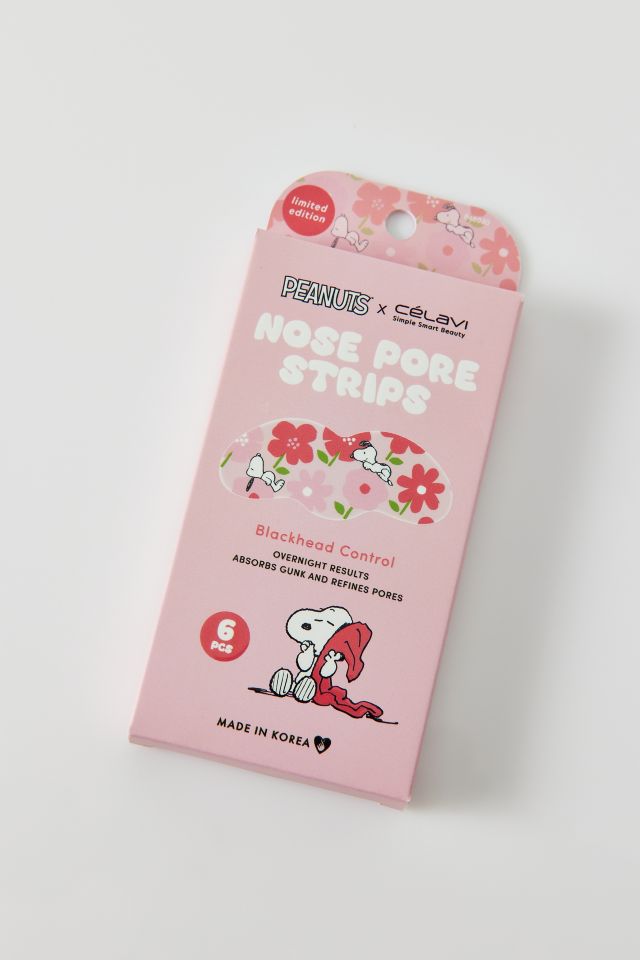 limited
edition
PEANUTS x CéLaVi
Simple Smart Beauty
NOSE PORE
STRIPS
Blackhead Control
OVERNIGHT RESULTS
ABSORBS GUNK AND REFINES PORES
6
PCS
MADE IN KOREA